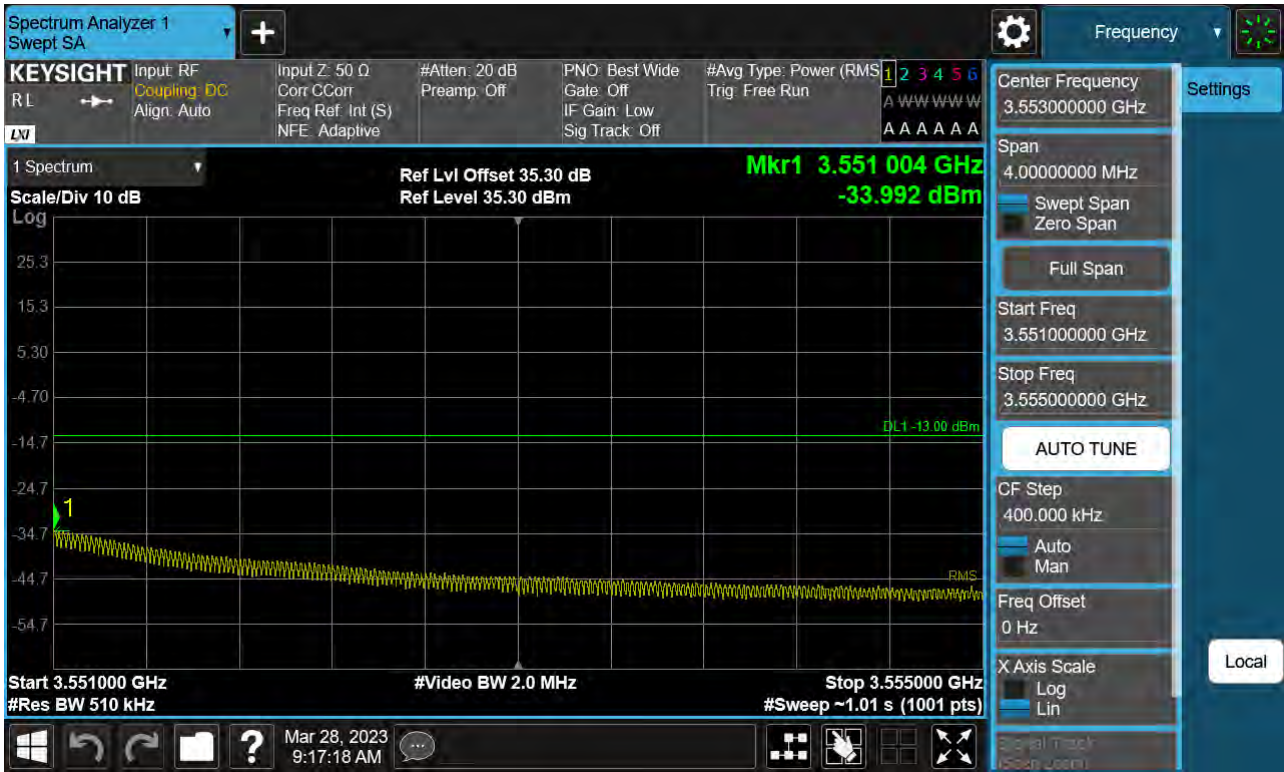 Spectrum Analyzer 1
Swept SA
+
Frequency
KEYSIGHT
RL
LXI
Input: RF
Coupling: DC
Align: Auto
Input Z: 50 Ω
Corr CCorr
Freq Ref: Int (S)
NFE: Adaptive
#Atten: 20 dB
Preamp: Off
PNO: Best Wide
Gate: Off
IF Gain: Low
Sig Track: Off
#Avg Type: Power (RMS
Trig: Free Run
1 2 3 4 5 6
A W W W W W
A A A A A A
1 Spectrum
Scale/Div 10 dB
Log
Ref Lvl Offset 35.30 dB
Ref Level 35.30 dBm
Mkr1 3.551 004 GHz
-33.992 dBm
25.3
15.3
5.30
-4.70
-14.7
-24.7
-34.7
-44.7
-54.7
DL1 -13.00 dBm
1
RMS
Start 3.551000 GHz
#Res BW 510 kHz
#Video BW 2.0 MHz
Stop 3.555000 GHz
#Sweep ~1.01 s (1001 pts)
Center Frequency
3.553000000 GHz
Settings
Span
4.00000000 MHz
Swept Span
Zero Span
Full Span
Start Freq
3.551000000 GHz
Stop Freq
3.555000000 GHz
AUTO TUNE
CF Step
400.000 kHz
Auto
Man
Freq Offset
0 Hz
X Axis Scale
Log
Lin
Signal Track
(Span Zoom)
Local
?
Mar 28, 2023
9:17:18 AM